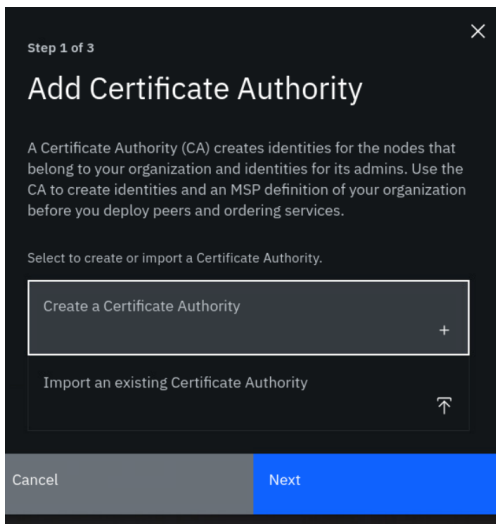 Step 1 of 3
Add Certificate Authority
A Certificate Authority (CA) creates identities for the nodes that
belong to your organization and identities for its admins. Use the
CA to create identities and an MSP definition of your organization
before you deploy peers and ordering services.
Select to create or import a Certificate Authority.
Create a Certificate Authority
Import an existing Certificate Authority
Cancel
Next